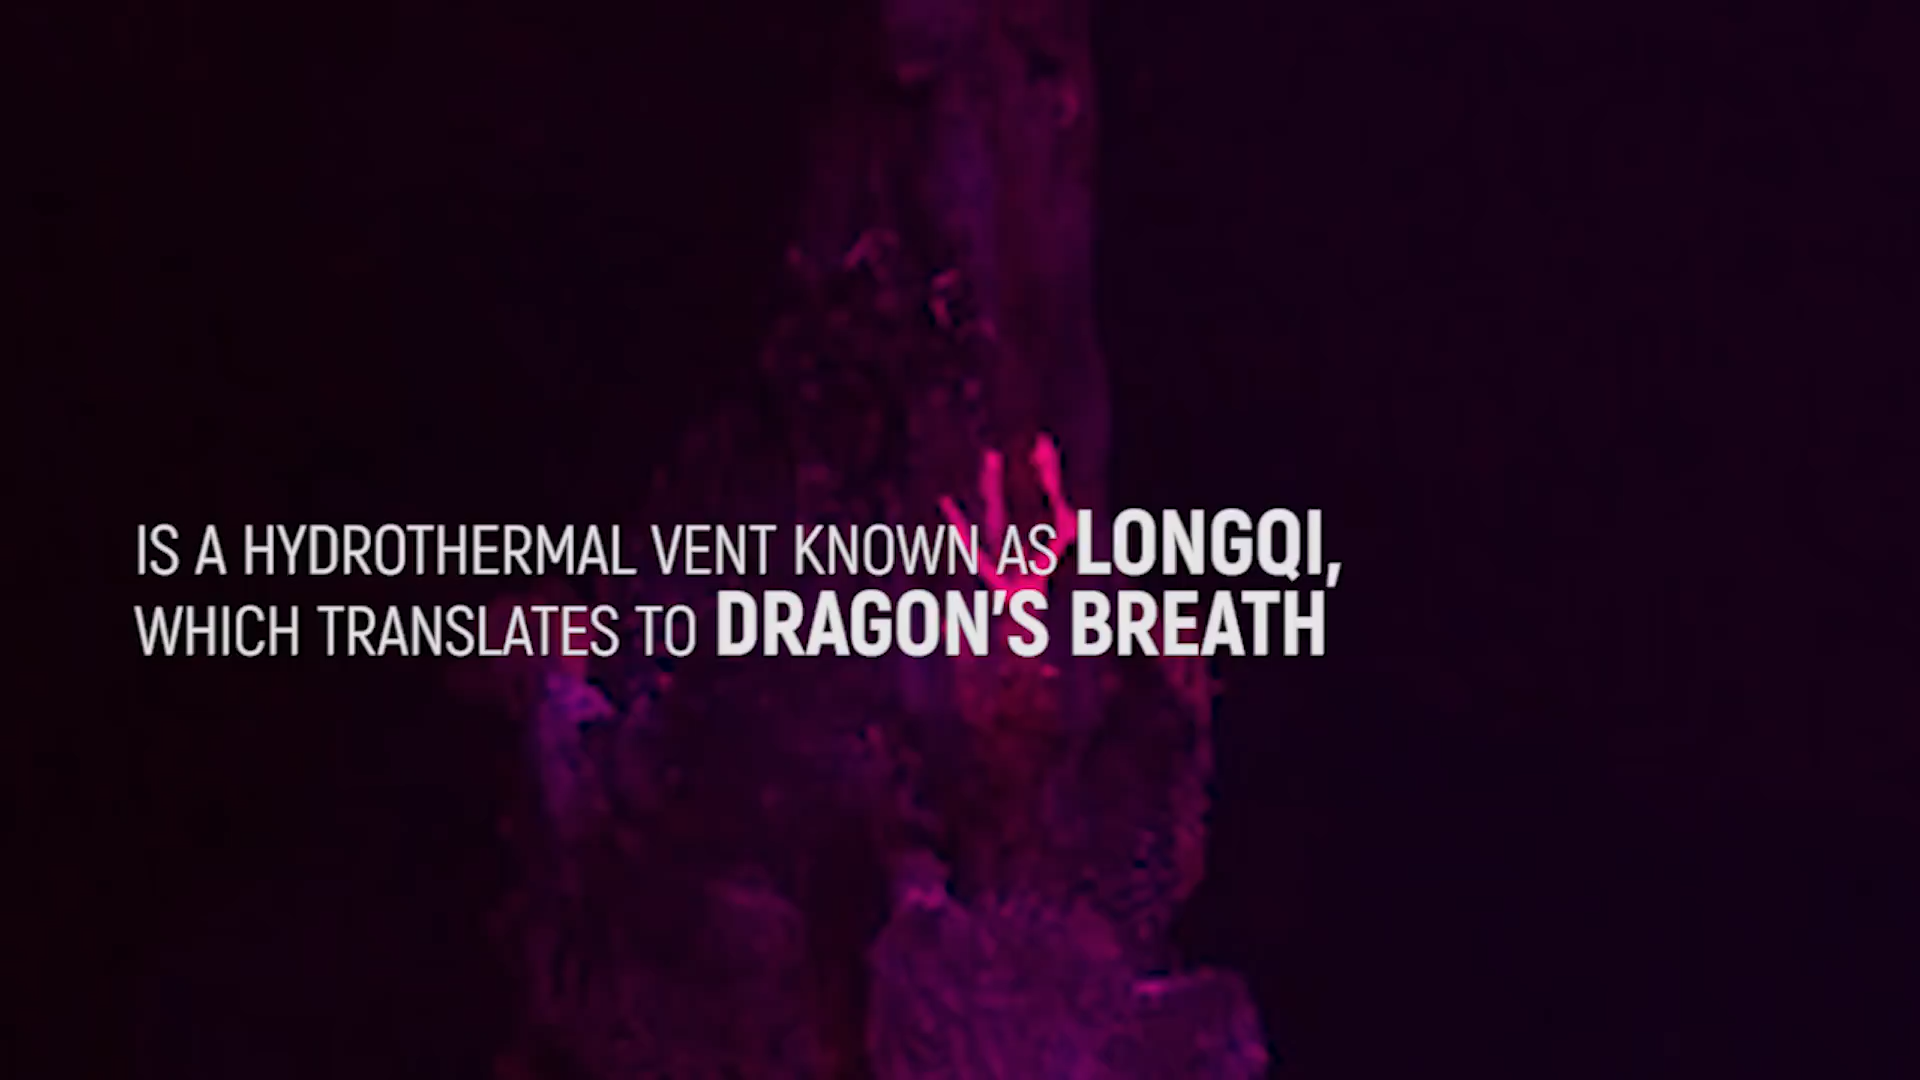 IS A HYDROTHERMAL VENT KNOWN AS LONGQI,
WHICH TRANSLATES TO DRAGON'S BREATH